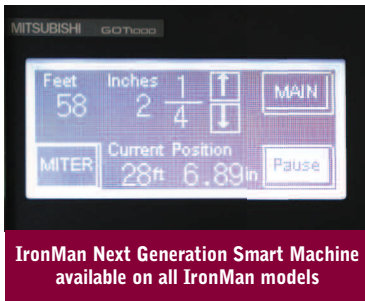 MITSUBISHI GOT1000
Feet Inches 1 ↑ MAIN
58 2 4 ↓
MITER Current Position Pause
28ft 6.89in
IronMan Next Generation Smart Machine
available on all IronMan models